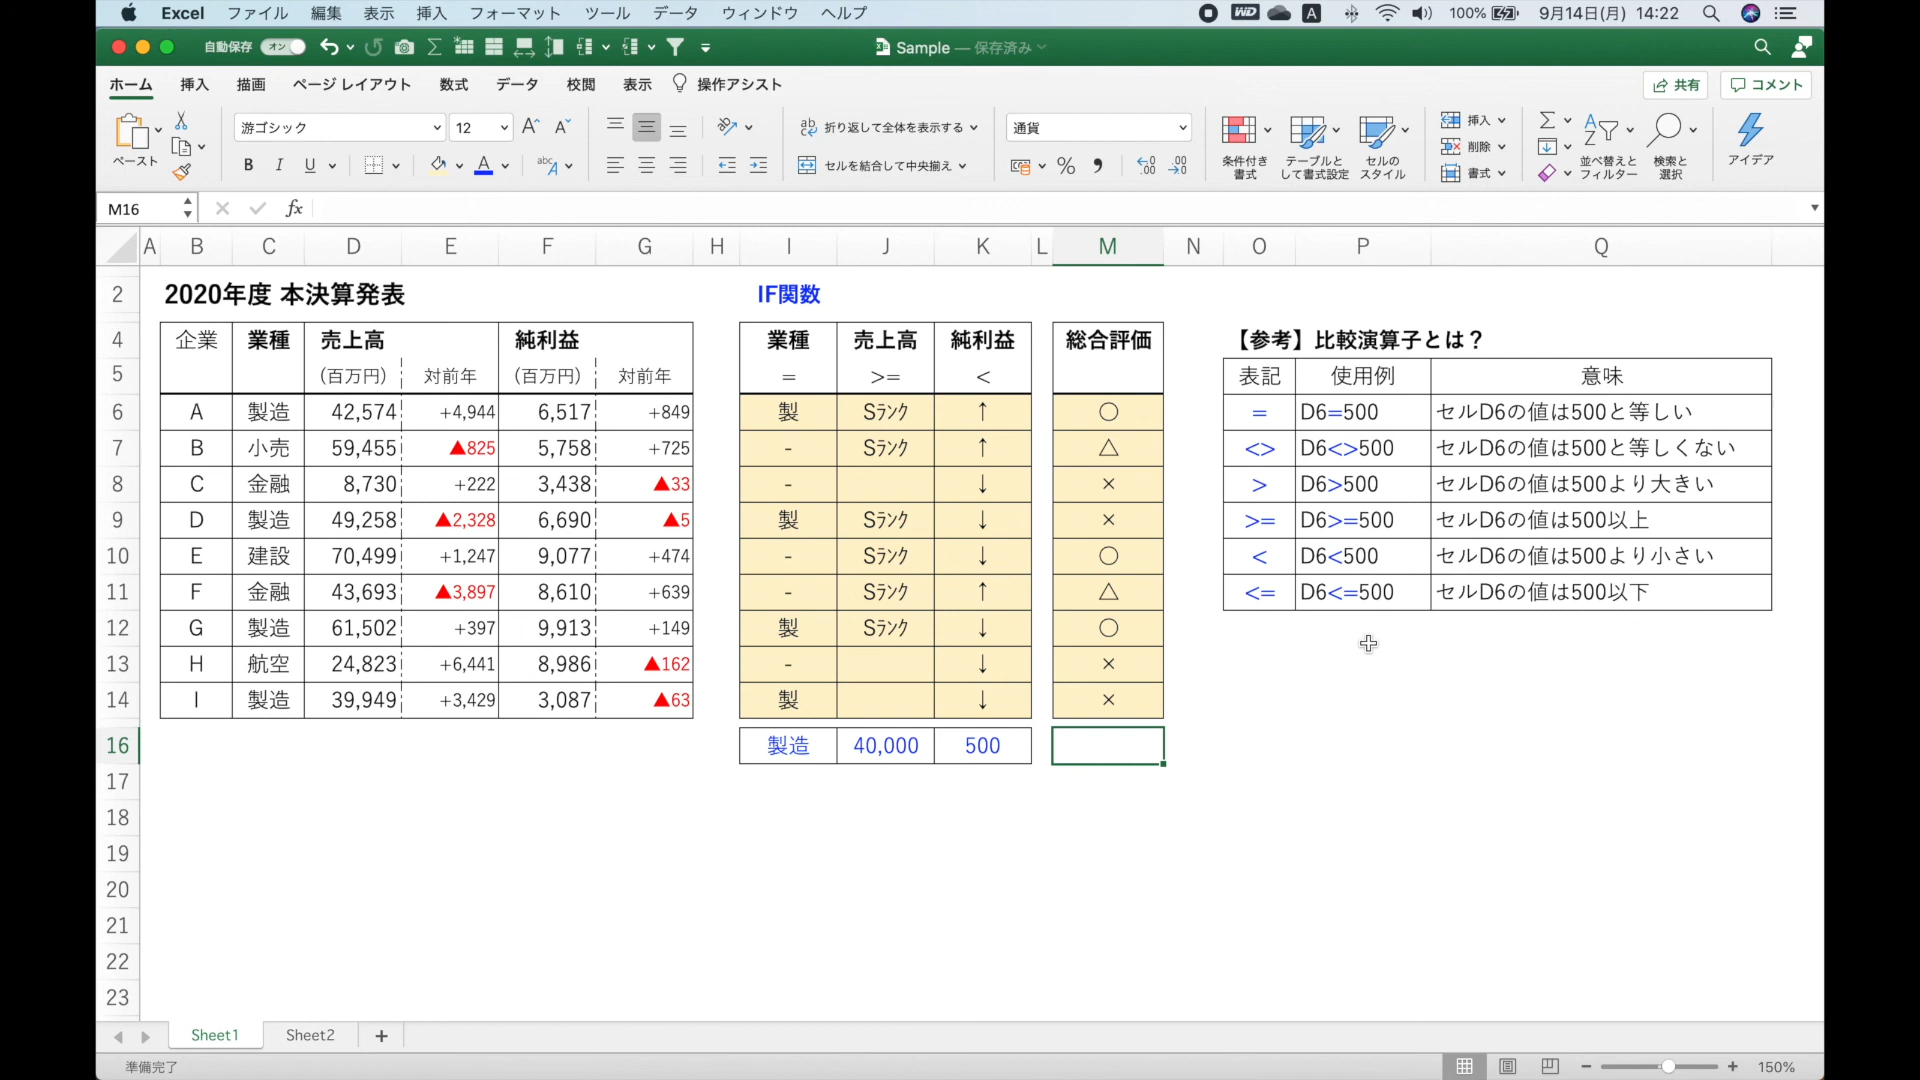 Excel ファイル 編集 表示 挿入 フォーマット ツール データ ウィンドウ ヘルプ 100% 9月14日(月) 14:22
自動保存 オン Sample — 保存済み
ホーム 挿入 描画 ページ レイアウト 数式 データ 校閲 表示 操作アシスト 共有 コメント
ペースト 游ゴシック 12 折り返して全体を表示する 通貨 条件付き書式 テーブルとして書式設定 セルのスタイル 挿入 削除 書式 並べ替えとフィルター 検索と選択 アイデア
B I U セルを結合して中央揃え
M16 fx
A B C D E F G H I J K L M N O P Q
2 2020年度 本決算発表 IF関数
4 企業 業種 売上高 純利益 業種 売上高 純利益 総合評価 【参考】比較演算子とは？
5 (百万円) 対前年 (百万円) 対前年 = >= < 表記 使用例 意味
6 A 製造 42,574 +4,944 6,517 +849 製 Sﾗﾝｸ ↑ ○ = D6=500 セルD6の値は500と等しい
7 B 小売 59,455 ▲825 5,758 +725 - Sﾗﾝｸ ↑ △ <> D6<>500 セルD6の値は500と等しくない
8 C 金融 8,730 +222 3,438 ▲33 - ↓ × > D6>500 セルD6の値は500より大きい
9 D 製造 49,258 ▲2,328 6,690 ▲5 製 Sﾗﾝｸ ↓ × >= D6>=500 セルD6の値は500以上
10 E 建設 70,499 +1,247 9,077 +474 - Sﾗﾝｸ ↓ ○ < D6<500 セルD6の値は500より小さい
11 F 金融 43,693 ▲3,897 8,610 +639 - Sﾗﾝｸ ↑ △ <= D6<=500 セルD6の値は500以下
12 G 製造 61,502 +397 9,913 +149 製 Sﾗﾝｸ ↓ ○
13 H 航空 24,823 +6,441 8,986 ▲162 - ↓ ×
14 I 製造 39,949 +3,429 3,087 ▲63 製 ↓ ×
16 製造 40,000 500
17
18
19
20
21
22
23
Sheet1 Sheet2 +
準備完了 150%